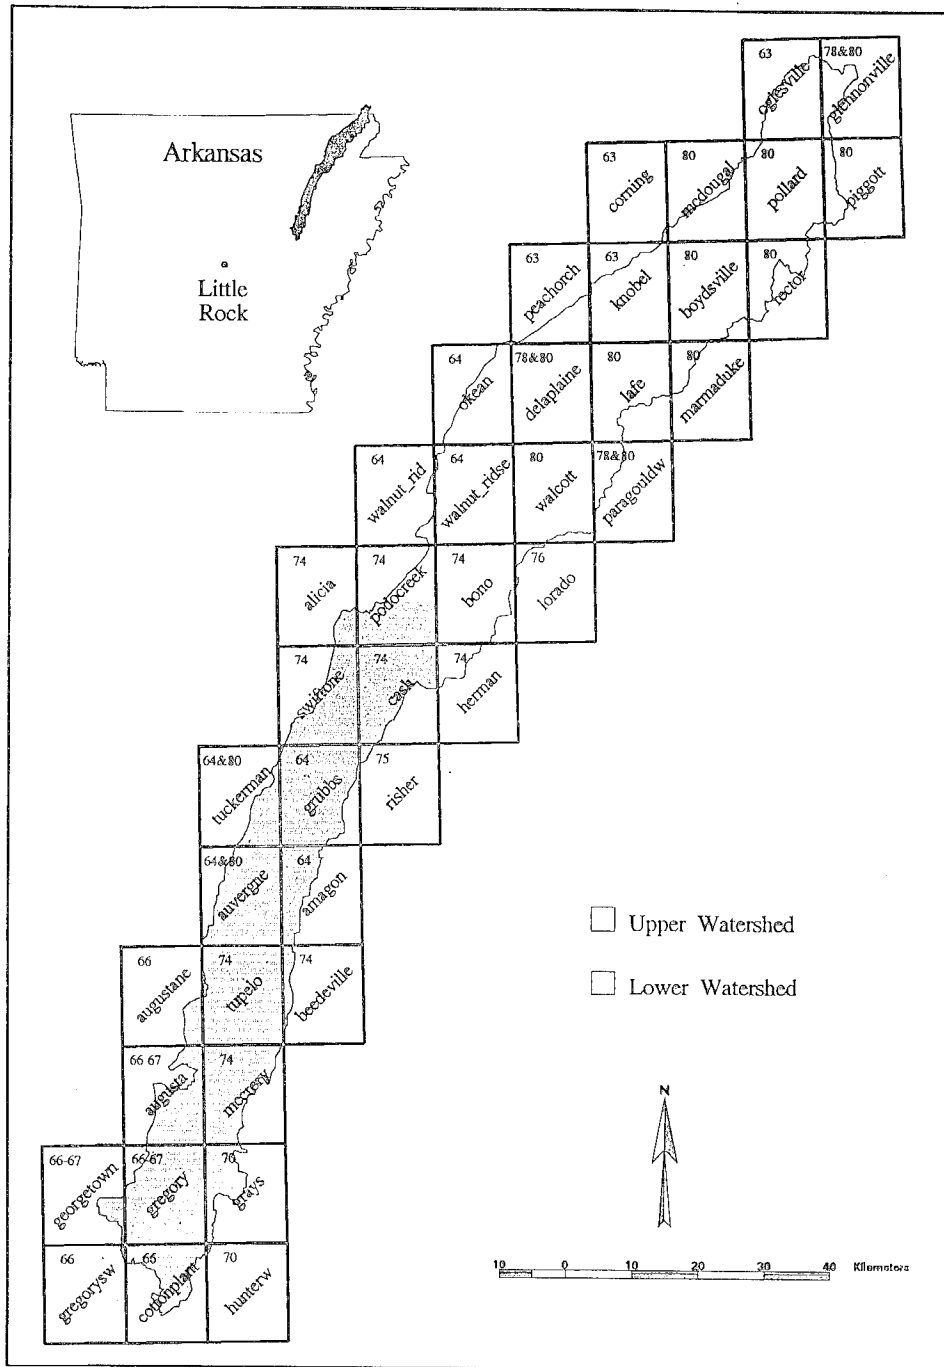 63
oglesville
78&80
glennonville
Arkansas
63
corning
80
mcdougal
80
pollard
80
piggott
Little
Rock
63
peachorch
63
knobel
80
boydsville
80
rector
64
okean
78&80
delaplaine
80
lafe
80
marmaduke
64
walnut_rid
64
walnut_ridse
80
walcott
78&80
paragouldw
74
alicia
74
podocreek
74
bono
76
lorado
74
swiftone
74
cash
74
herman
64&80
tuckerman
64
grubbs
75
risher
64&80
auvergne
64
amagon
Upper Watershed
66
augustane
74
tupelo
74
beedeville
Lower Watershed
66 67
augusta
74
mccrery
N
66-67
georgetown
66-67
gregory
70
grays
66
gregorysw
65
cottonplant
70
hunterw
10 0 10 20 30 40 Kilometers